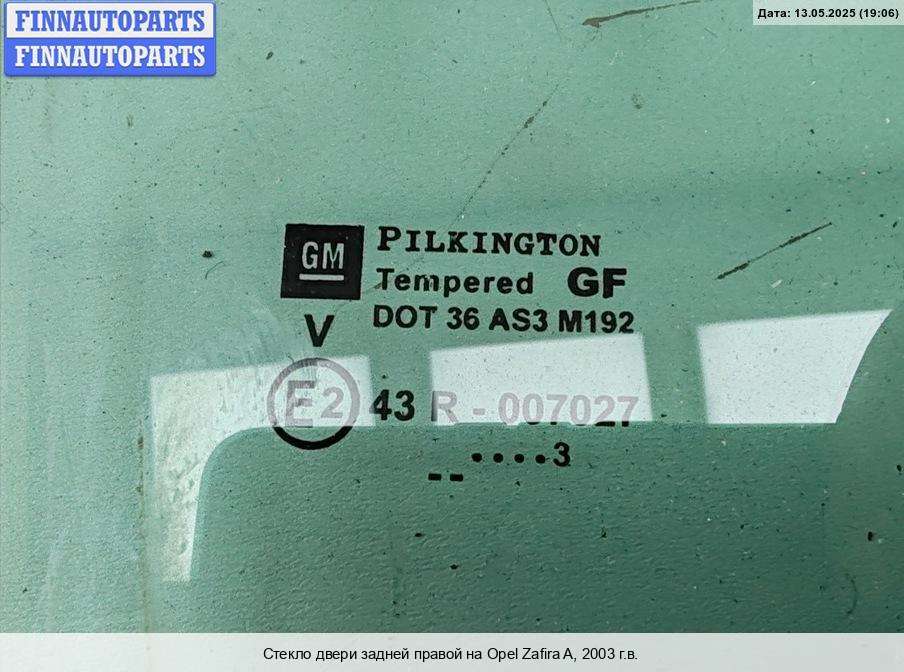 FINNAUTOPARTS
FINNAUTOPARTS
Дата: 13.05.2025 (19:06)
GM
PILKINGTON
Tempered GF
DOT 36 AS3 M192
V
E2
43 R - 007027
....3
--
Стекло двери задней правой на Opel Zafira A, 2003 г.в.